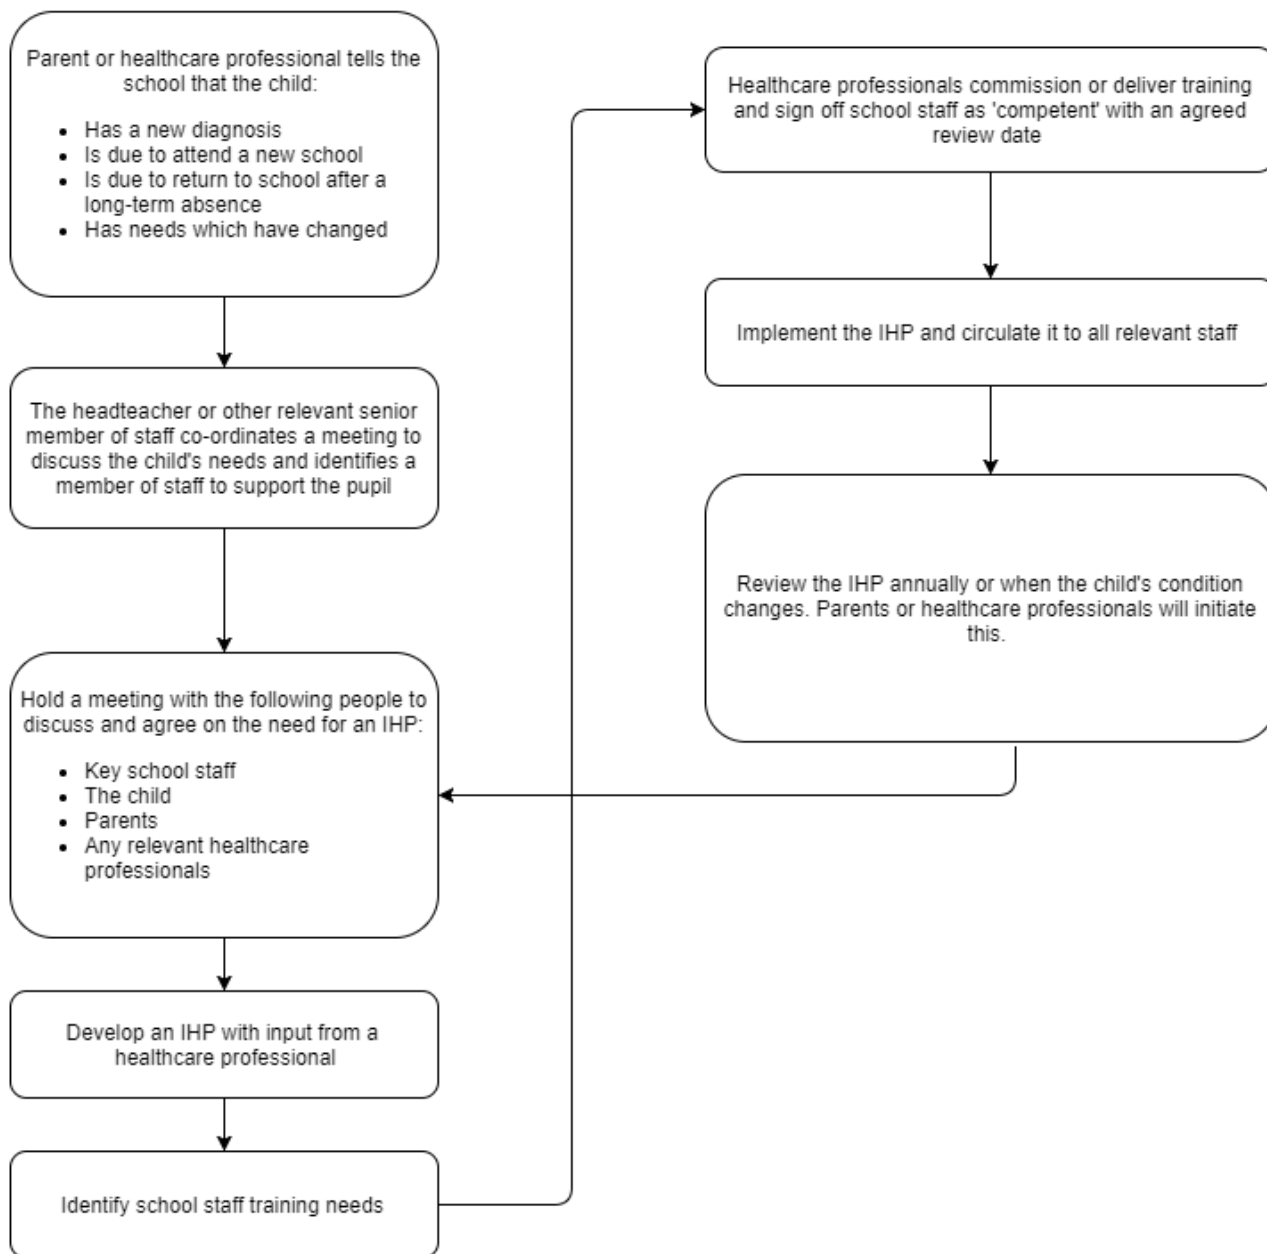 Parent or healthcare professional tells the
school that the child:
• Has a new diagnosis
• Is due to attend a new school
• Is due to return to school after a
long-term absence
• Has needs which have changed
The headteacher or other relevant senior
member of staff co-ordinates a meeting to
discuss the child's needs and identifies a
member of staff to support the pupil
Hold a meeting with the following people to
discuss and agree on the need for an IHP:
• Key school staff
• The child
• Parents
• Any relevant healthcare
professionals
Develop an IHP with input from a
healthcare professional
Identify school staff training needs
Healthcare professionals commission or deliver training
and sign off school staff as 'competent' with an agreed
review date
Implement the IHP and circulate it to all relevant staff
Review the IHP annually or when the child's condition
changes. Parents or healthcare professionals will initiate
this.